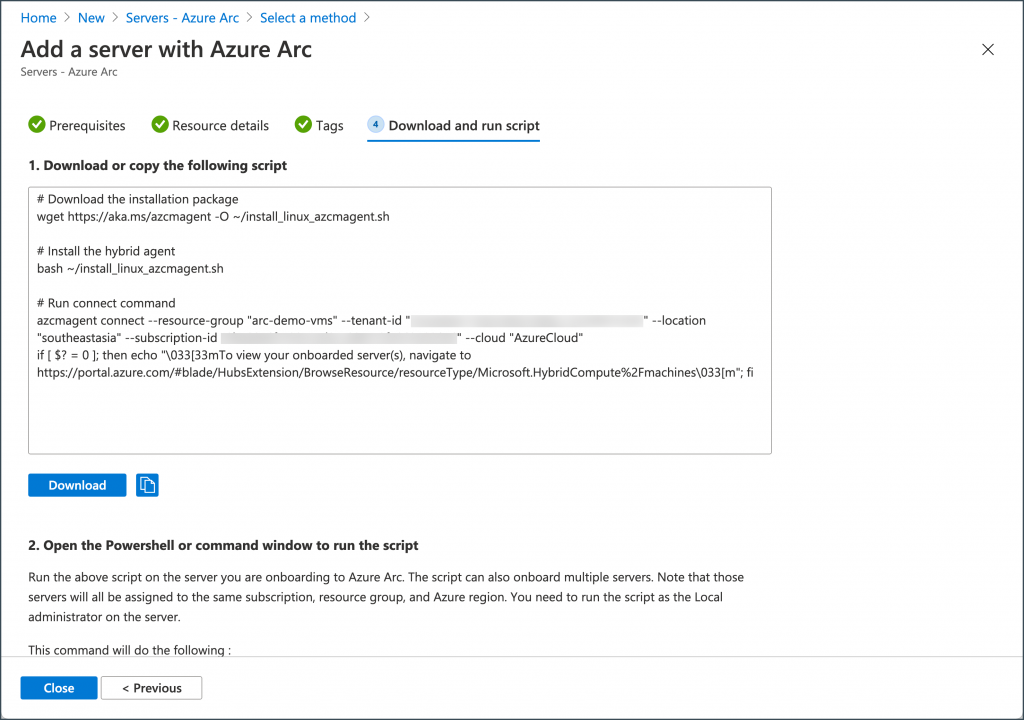 Home > New > Servers - Azure Arc > Select a method >
Add a server with Azure Arc
Servers - Azure Arc
Prerequisites Resource details Tags 4 Download and run script
1. Download or copy the following script
# Download the installation package
wget https://aka.ms/azcmagent -O ~/install_linux_azcmagent.sh
# Install the hybrid agent
bash ~/install_linux_azcmagent.sh
# Run connect command
azcmagent connect --resource-group "arc-demo-vms" --tenant-id " " --location
"southeastasia" --subscription-id " --cloud "AzureCloud"
if [ $? = 0 ]; then echo "\033[33mTo view your onboarded server(s), navigate to
https://portal.azure.com/#blade/HubsExtension/BrowseResource/resourceType/Microsoft.HybridCompute%2Fmachines\033[m"; fi
Download
2. Open the Powershell or command window to run the script
Run the above script on the server you are onboarding to Azure Arc. The script can also onboard multiple servers. Note that those
servers will all be assigned to the same subscription, resource group, and Azure region. You need to run the script as the Local
administrator on the server.
This command will do the following :
Close < Previous